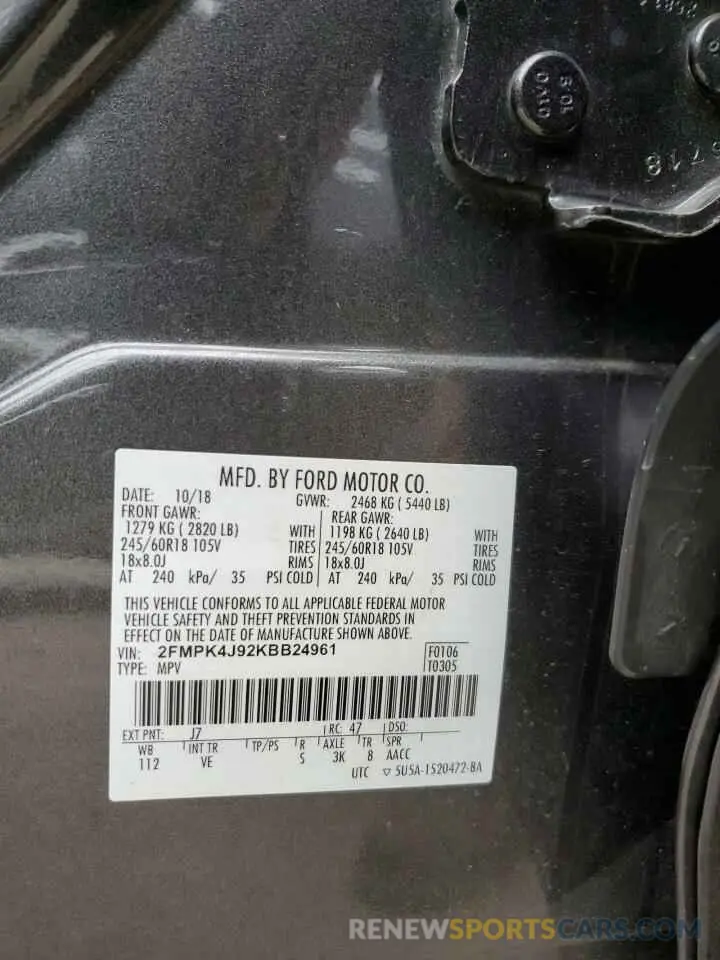 10.8
OVAD
718
MFD. BY FORD MOTOR CO.
DATE: 10/18 GVWR: 2468 KG ( 5440 LB)
FRONT GAWR: REAR GAWR:
1279 KG ( 2820 LB) WITH 1198 KG ( 2640 LB) WITH
245/60R18 105V TIRES 245/60R18 105V TIRES
18x8.0J RIMS 18x8.0J RIMS
AT 240 kPa/ 35 PSI COLD AT 240 kPa/ 35 PSI COLD
THIS VEHICLE CONFORMS TO ALL APPLICABLE FEDERAL MOTOR
VEHICLE SAFETY AND THEFT PREVENTION STANDARDS IN
EFFECT ON THE DATE OF MANUFACTURE SHOWN ABOVE.
VIN: 2FMPK4J92KBB24961 F0106
TYPE: MPV T0305
EXT PNT: J7 RC: 47 DSO:
WB INT TR TP/PS R AXLE TR SPR
112 VE S 3K 8 AACC
UTC ▽ 5U5A-1520472-BA
RENEWSPORTSCARS.COM